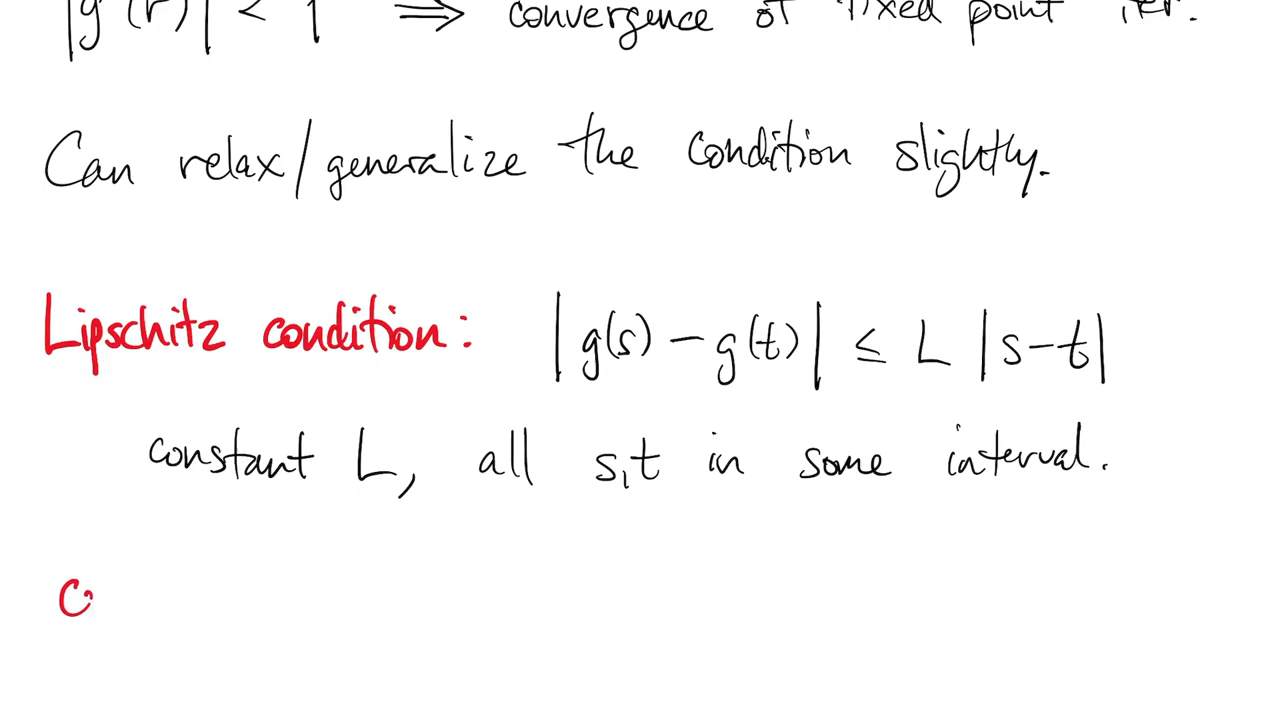 |g'(r)| < 1 ⟹ convergence of fixed point iter.
Can relax/generalize the condition slightly.
Lipschitz condition: |g(s) - g(t)| ≤ L |s-t|
constant L, all s,t in some interval.
C